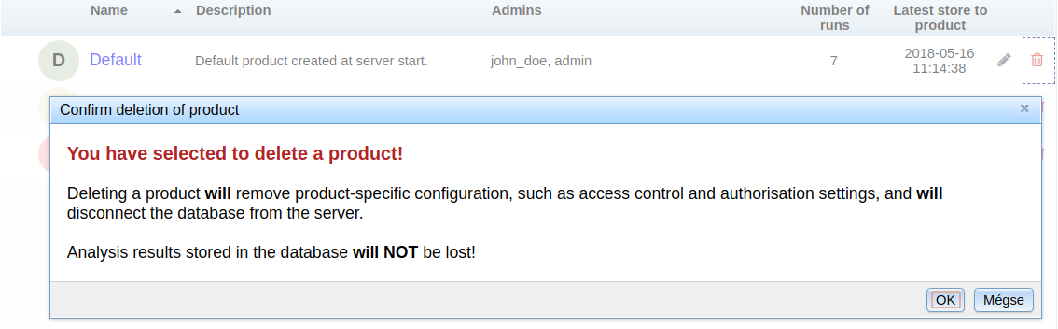 Name Description Admins Number of Latest store to
runs product
D Default Default product created at server start. john_doe, admin 7 2018-05-16
11:14:38
Confirm deletion of product
You have selected to delete a product!
Deleting a product will remove product-specific configuration, such as access control and authorisation settings, and will
disconnect the database from the server.
Analysis results stored in the database will NOT be lost!
OK Mégse